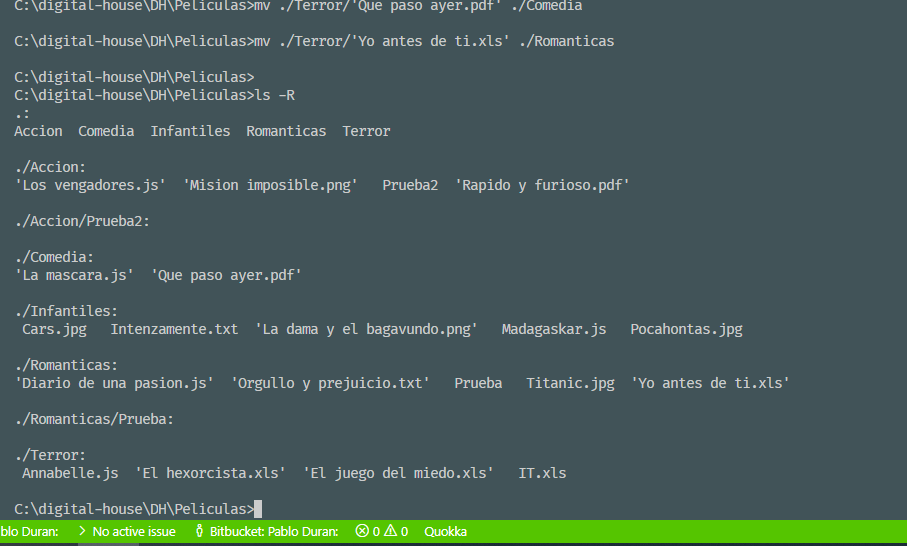 C:\digital-house\DH\Peliculas>mv ./Terror/'Que paso ayer.pdf' ./Comedia
C:\digital-house\DH\Peliculas>mv ./Terror/'Yo antes de ti.xls' ./Romanticas
C:\digital-house\DH\Peliculas>
C:\digital-house\DH\Peliculas>ls -R
.:
Accion  Comedia  Infantiles  Romanticas  Terror
./Accion:
'Los vengadores.js'  'Mision imposible.png'   Prueba2  'Rapido y furioso.pdf'
./Accion/Prueba2:
./Comedia:
'La mascara.js'  'Que paso ayer.pdf'
./Infantiles:
 Cars.jpg   Intenzamente.txt  'La dama y el bagavundo.png'   Madagaskar.js   Pocahontas.jpg
./Romanticas:
'Diario de una pasion.js'  'Orgullo y prejuicio.txt'   Prueba   Titanic.jpg  'Yo antes de ti.xls'
./Romanticas/Prueba:
./Terror:
 Annabelle.js  'El hexorcista.xls'  'El juego del miedo.xls'   IT.xls
C:\digital-house\DH\Peliculas>
blo Duran: > No active issue Bitbucket: Pablo Duran: 0 0 Quokka